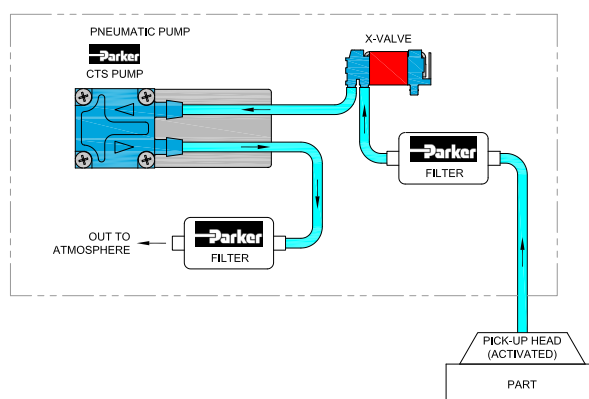 PNEUMATIC PUMP
Parker
CTS PUMP
X-VALVE
Parker
FILTER
OUT TO
ATMOSPHERE
Parker
FILTER
PICK-UP HEAD
(ACTIVATED)
PART